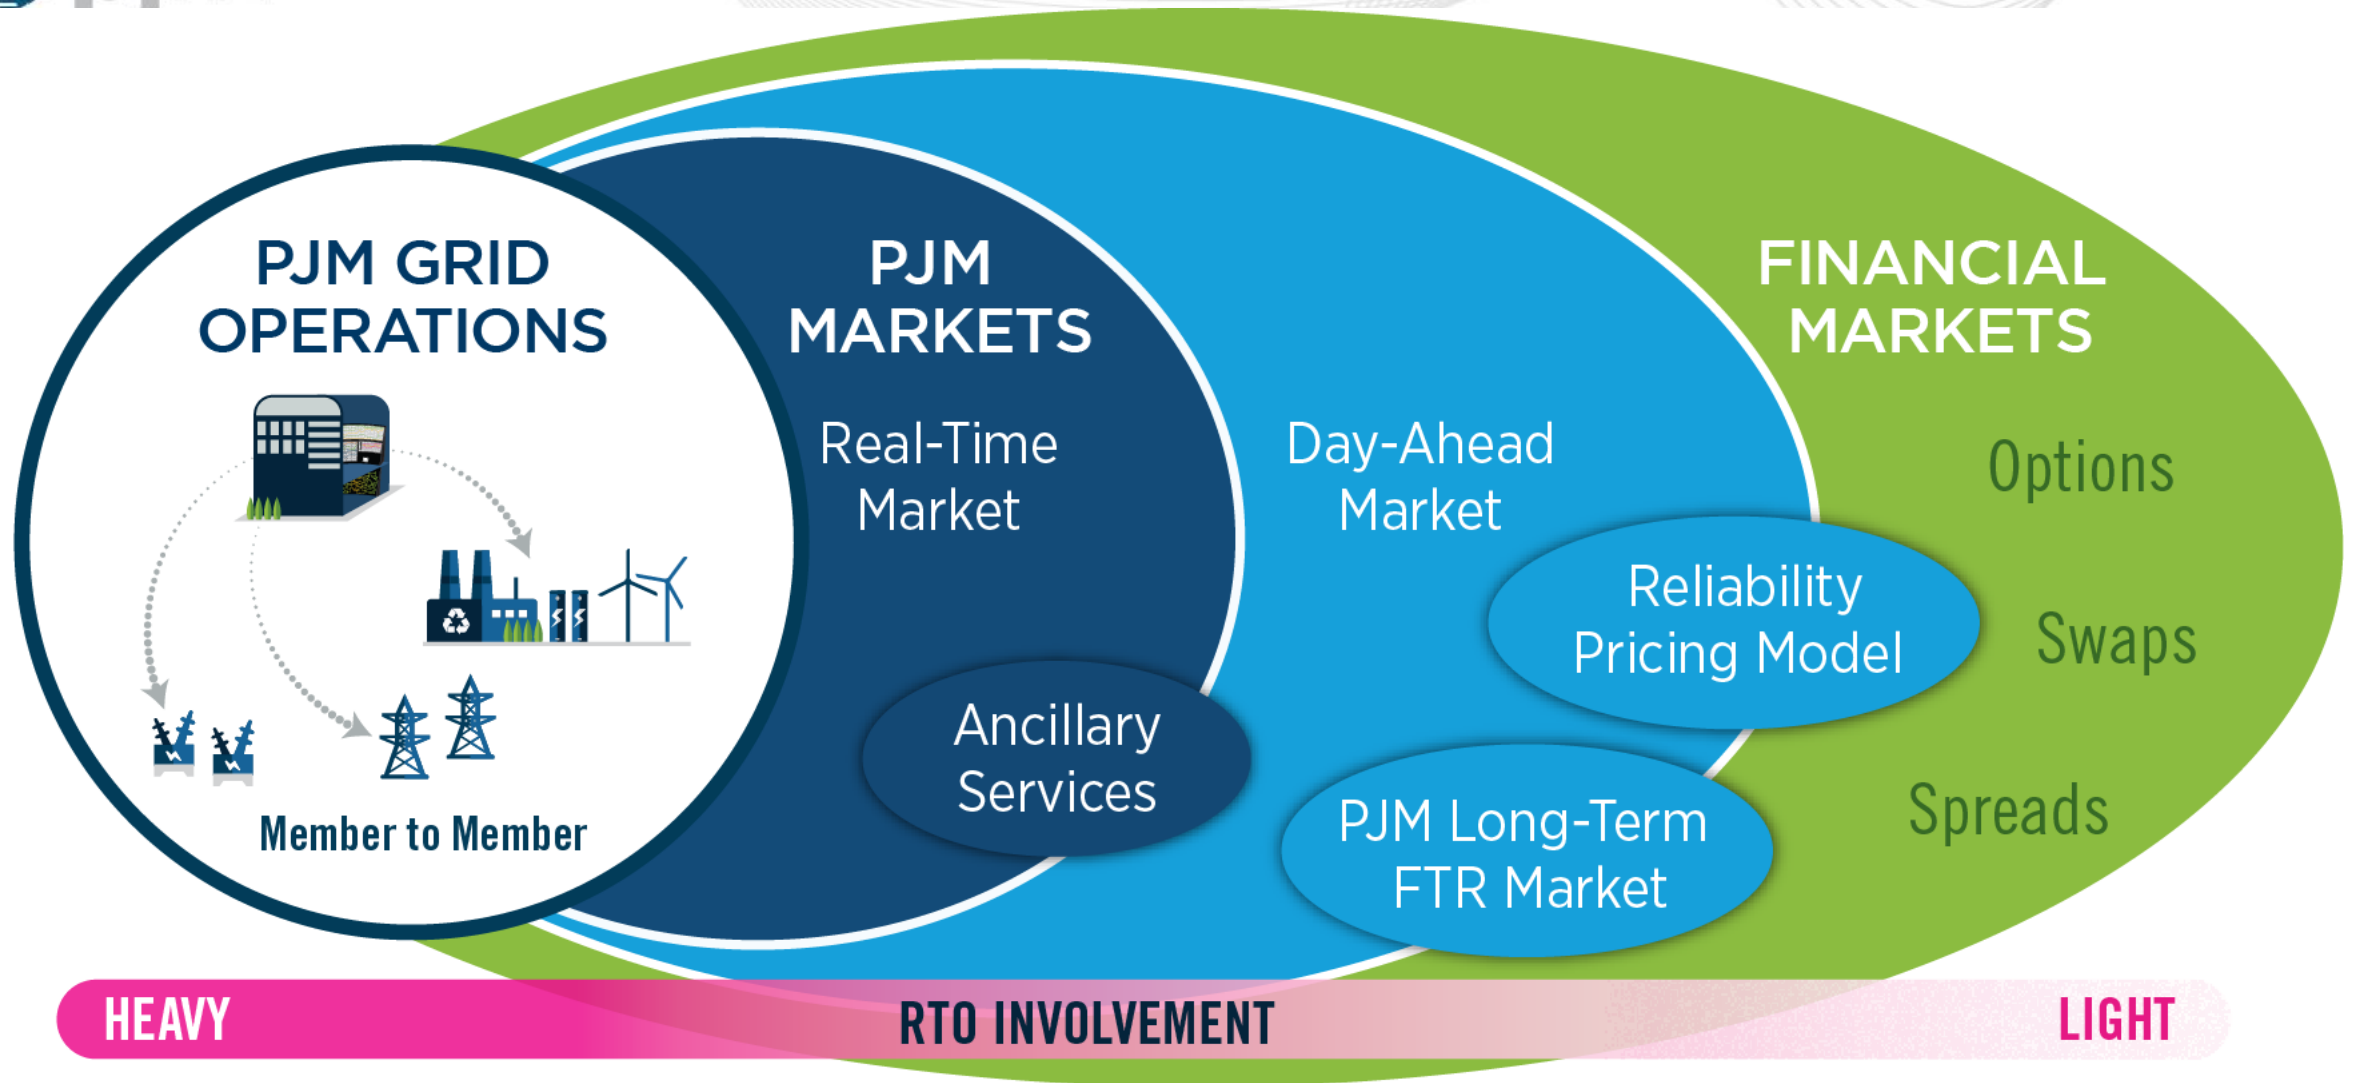 PJM GRID
OPERATIONS
Member to Member
PJM
MARKETS
Real-Time
Market
Ancillary
Services
Day-Ahead
Market
Reliability
Pricing Model
PJM Long-Term
FTR Market
FINANCIAL
MARKETS
Options
Swaps
Spreads
HEAVY
RTO INVOLVEMENT
LIGHT